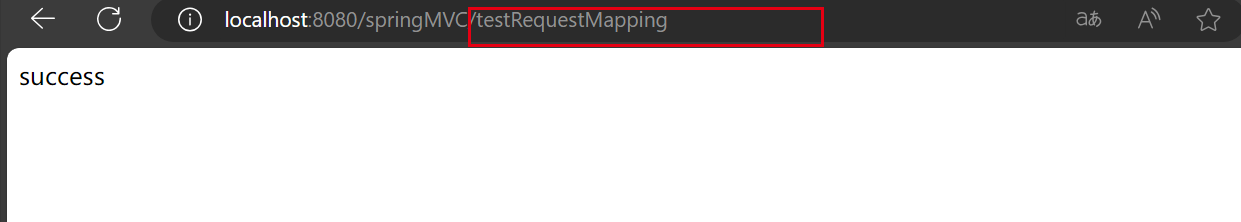 localhost:8080/springMVC/testRequestMapping
aあ
A
success